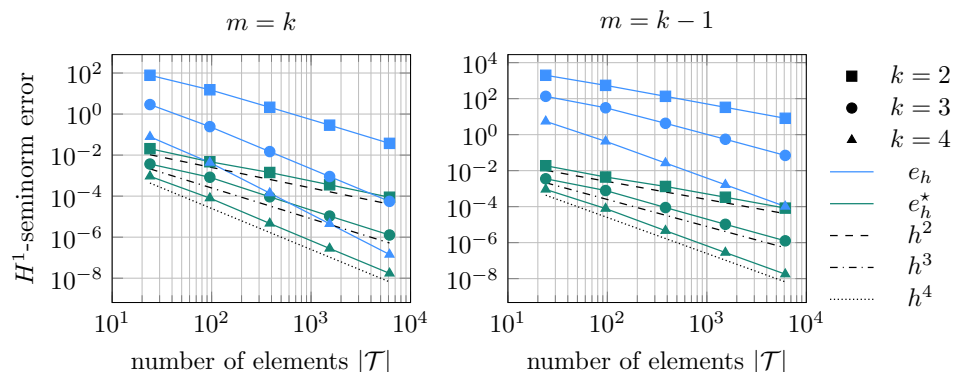 m = k
m = k − 1
H¹-seminorm error
10² 10⁰ 10⁻² 10⁻⁴ 10⁻⁶ 10⁻⁸
10¹ 10² 10³ 10⁴
number of elements |𝒯|
10⁴ 10² 10⁰ 10⁻² 10⁻⁴ 10⁻⁶ 10⁻⁸
10¹ 10² 10³ 10⁴
number of elements |𝒯|
k = 2
k = 3
k = 4
eₕ
eₕ⋆
h²
h³
h⁴